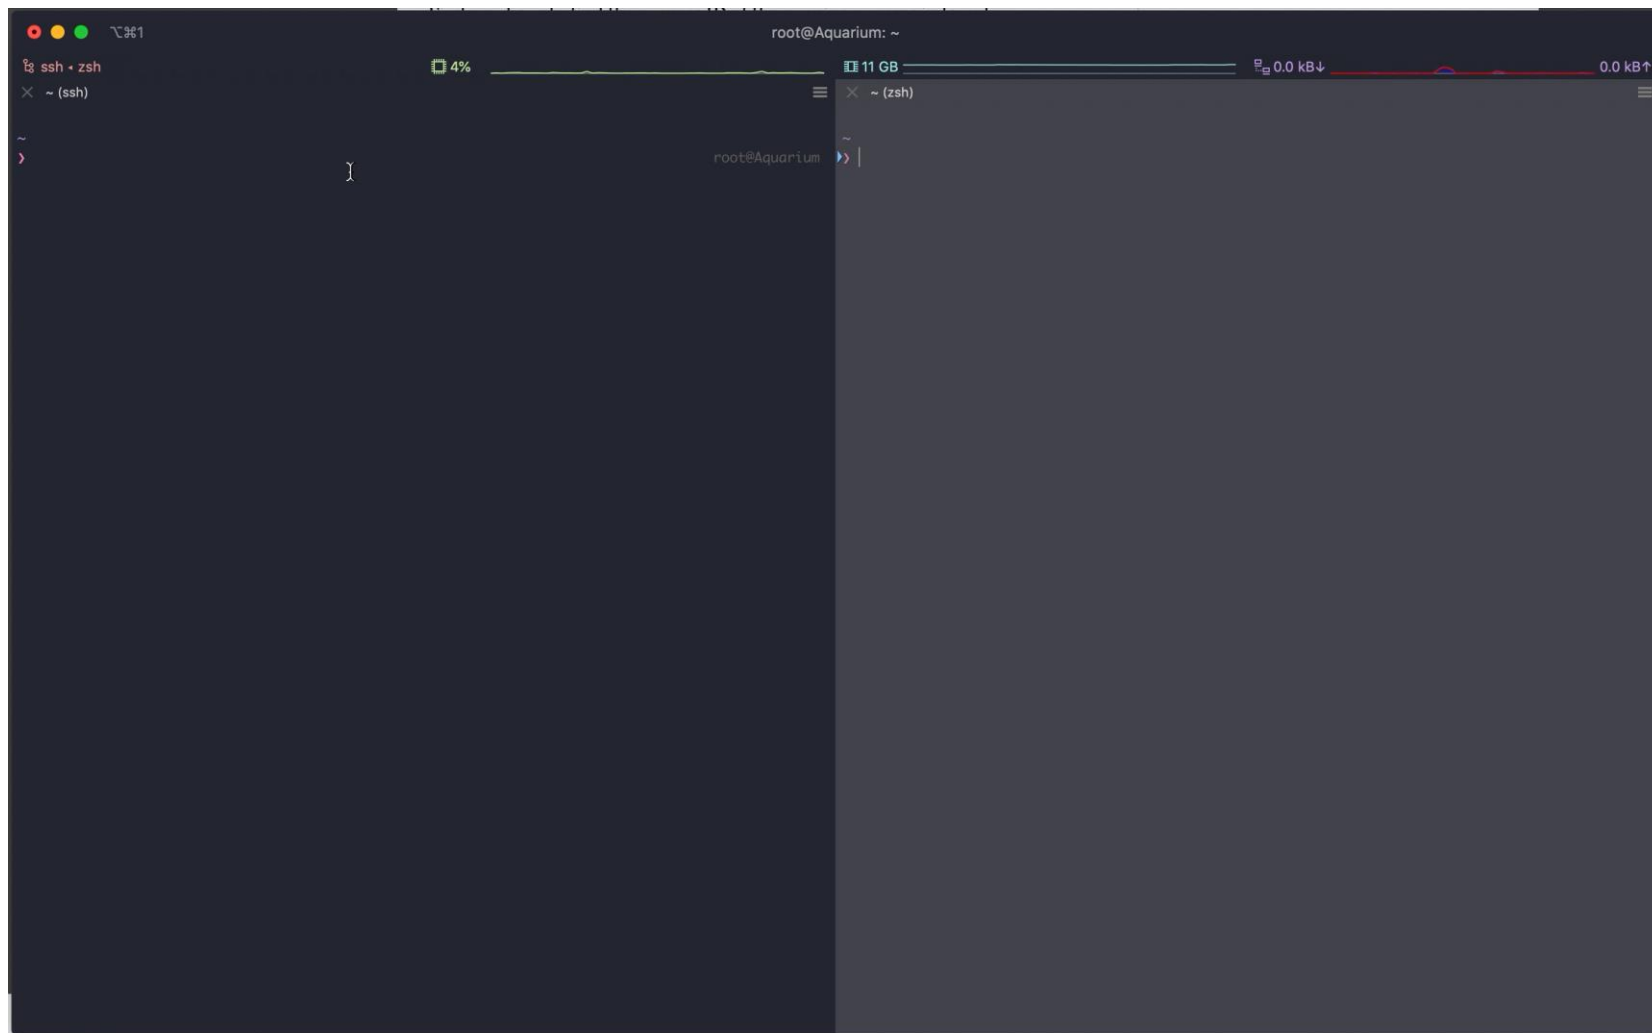 ⌥⌘1 root@Aquarium: ~
ssh ◂ zsh 4% 11 GB 0.0 kB↓ 0.0 kB↑
~ (ssh)
~
❯ root@Aquarium
~ (zsh)
~
❯